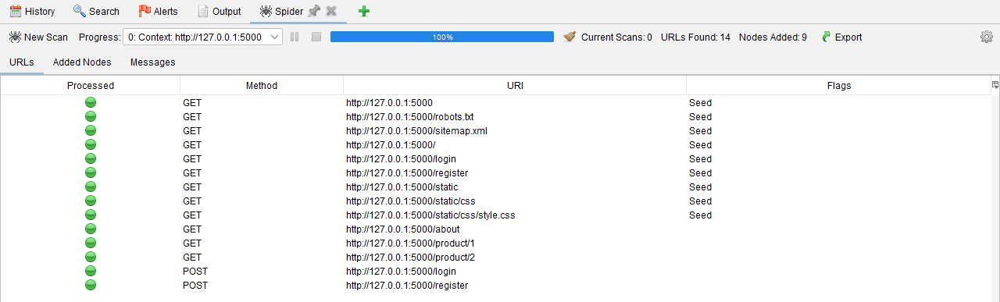 History Search Alerts Output Spider
New Scan Progress: 0: Context: http://127.0.0.1:5000 100% Current Scans: 0 URLs Found: 14 Nodes Added: 9 Export
URLs Added Nodes Messages
Processed Method URI Flags
GET http://127.0.0.1:5000 Seed
GET http://127.0.0.1:5000/robots.txt Seed
GET http://127.0.0.1:5000/sitemap.xml Seed
GET http://127.0.0.1:5000/ Seed
GET http://127.0.0.1:5000/login Seed
GET http://127.0.0.1:5000/register Seed
GET http://127.0.0.1:5000/static Seed
GET http://127.0.0.1:5000/static/css Seed
GET http://127.0.0.1:5000/static/css/style.css Seed
GET http://127.0.0.1:5000/about
GET http://127.0.0.1:5000/product/1
GET http://127.0.0.1:5000/product/2
POST http://127.0.0.1:5000/login
POST http://127.0.0.1:5000/register